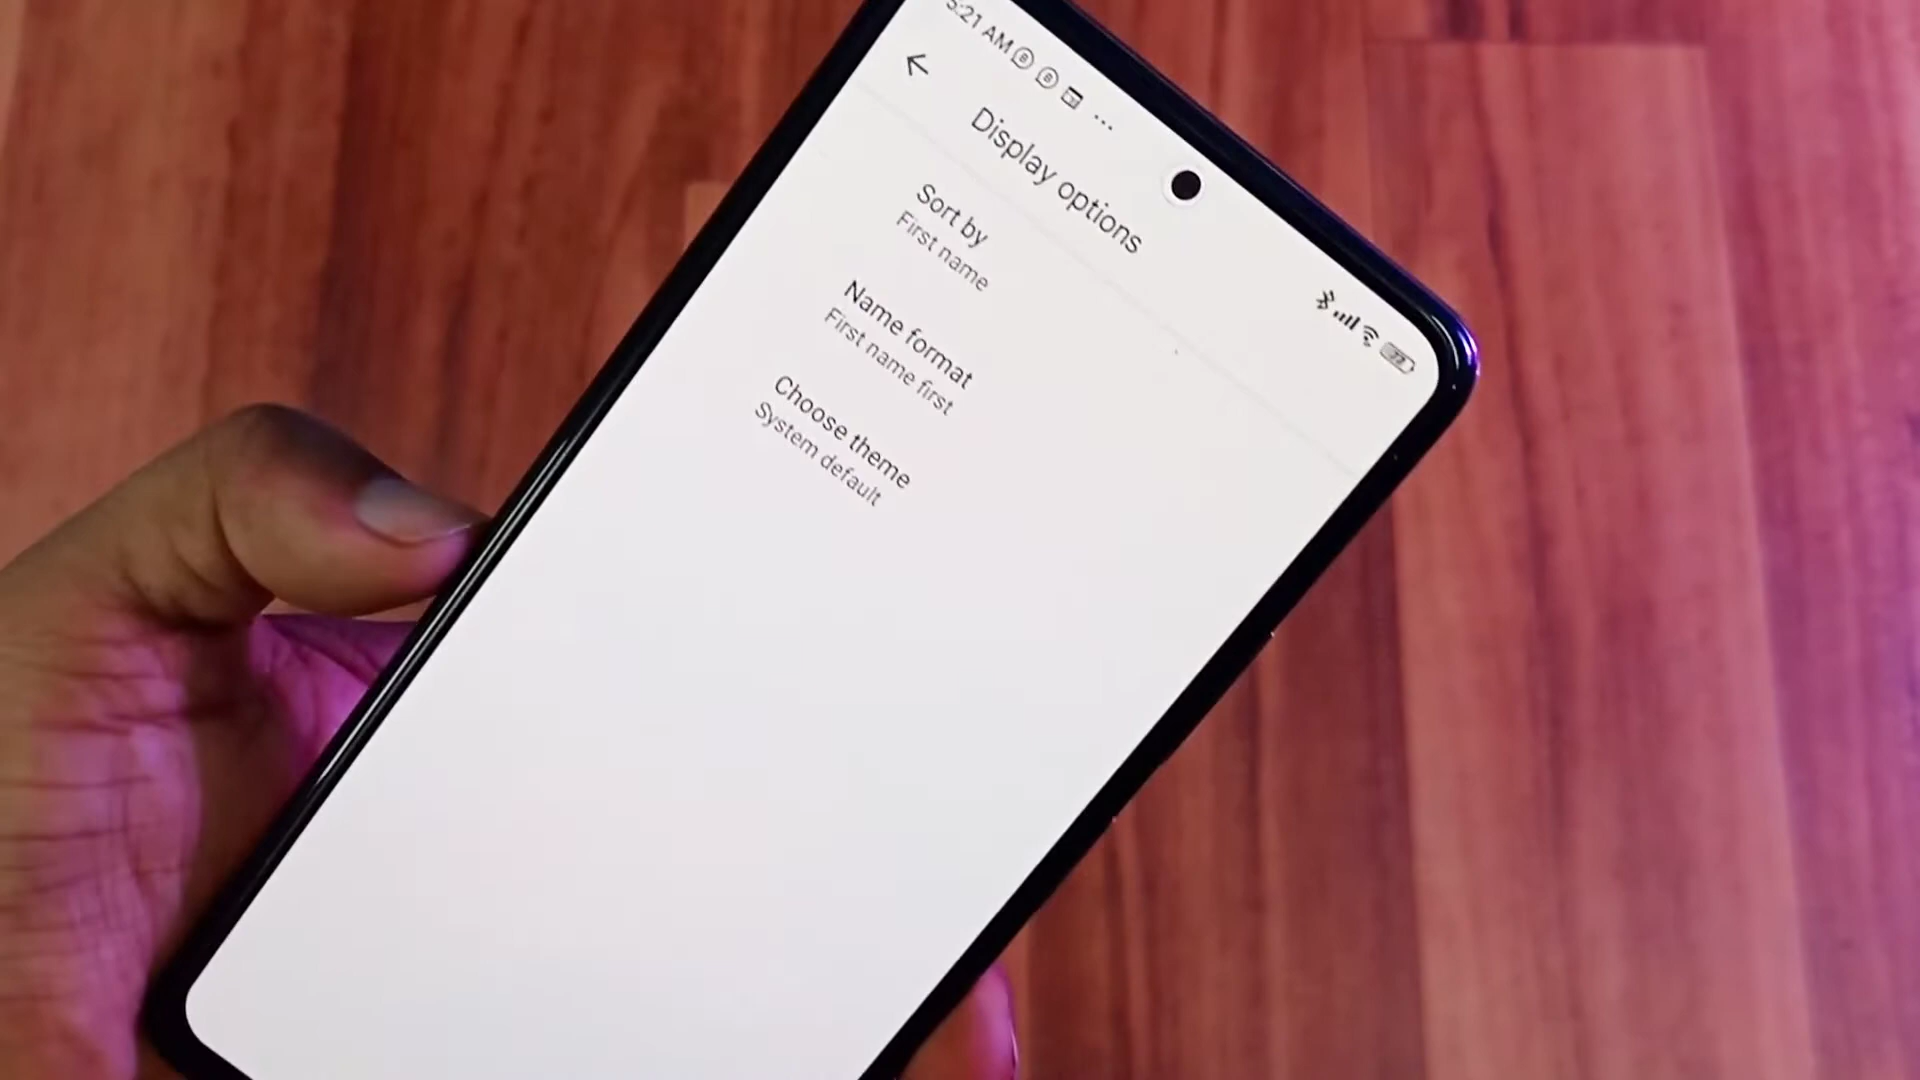 5:21 AM
Display options
Sort by
First name
Name format
First name first
Choose theme
System default